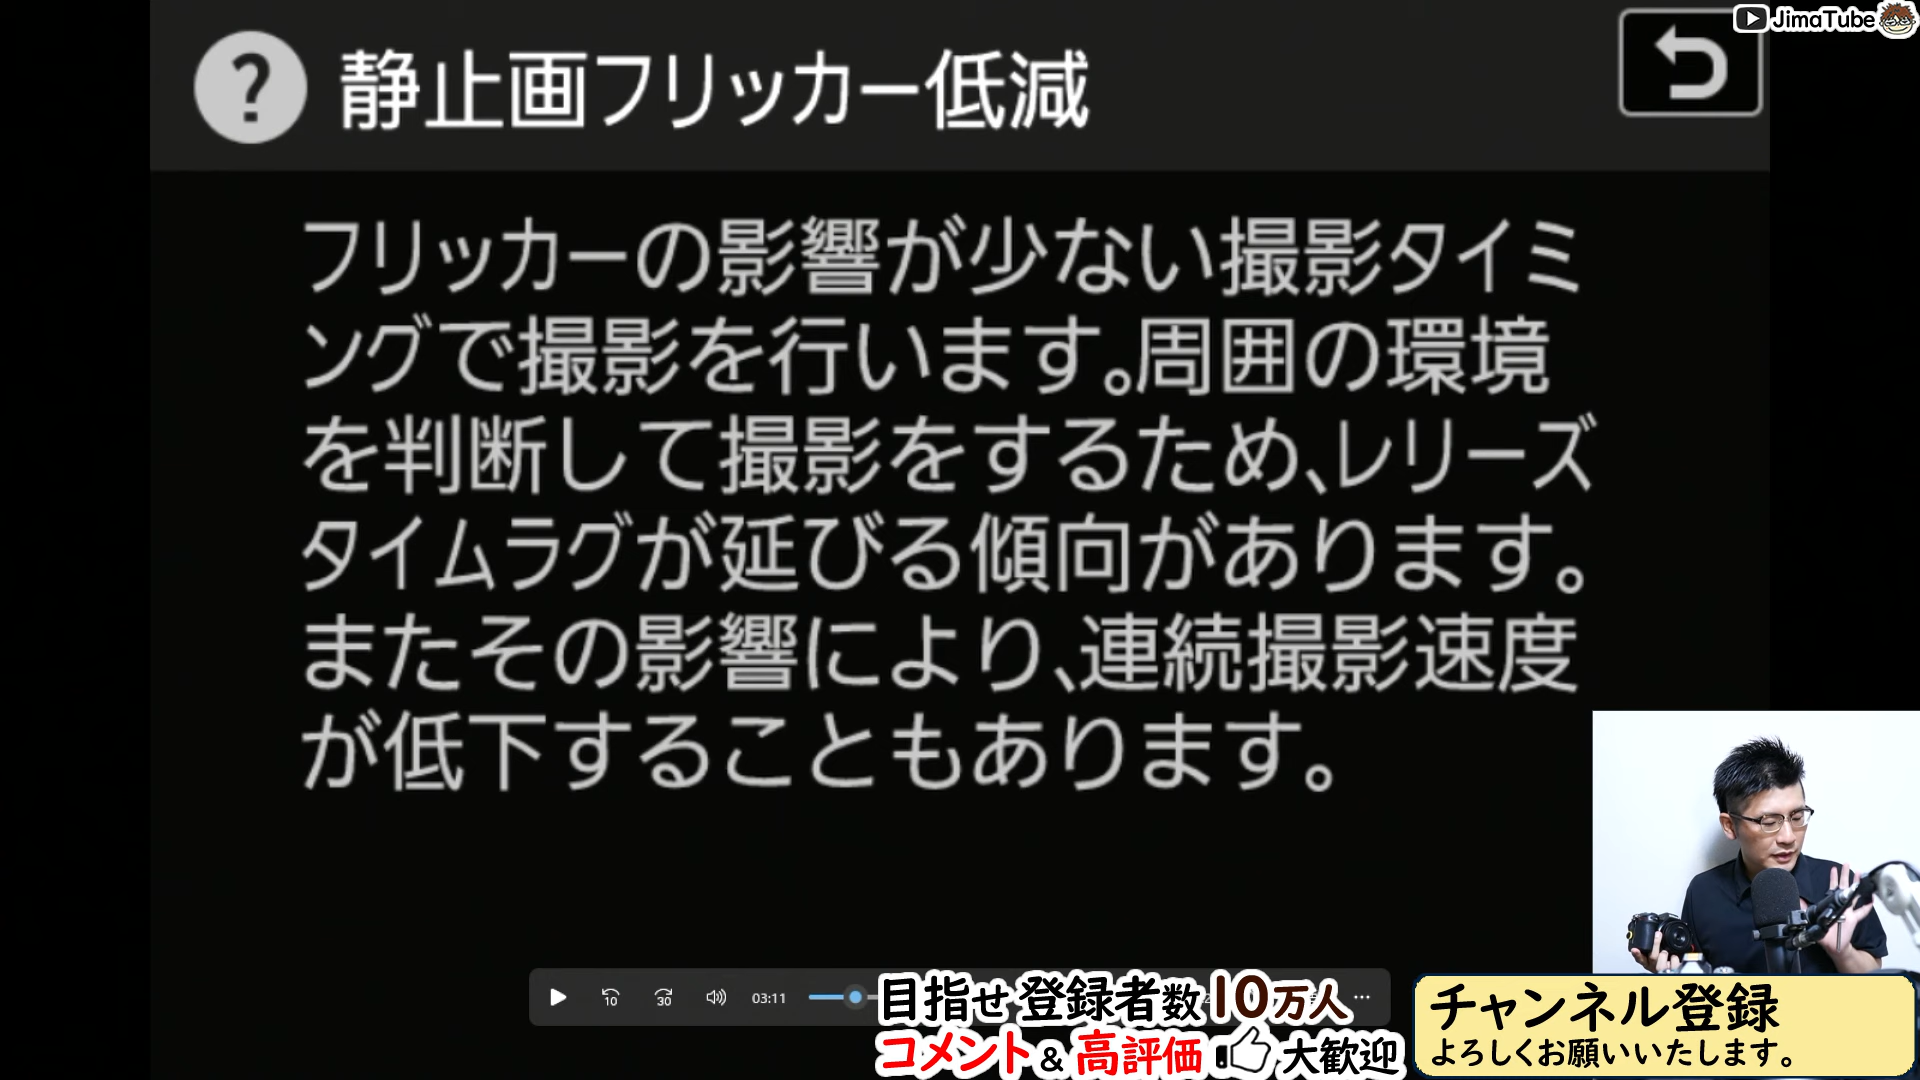 JimaTube
? 静止画フリッカー低減
フリッカーの影響が少ない撮影タイミ
ングで撮影を行います。周囲の環境
を判断して撮影をするため、レリーズ
タイムラグが延びる傾向があります。
またその影響により、連続撮影速度
が低下することもあります。
10 30 03:11
目指せ 登録者数 10万人
コメント & 高評価 大歓迎
チャンネル登録
よろしくお願いいたします。